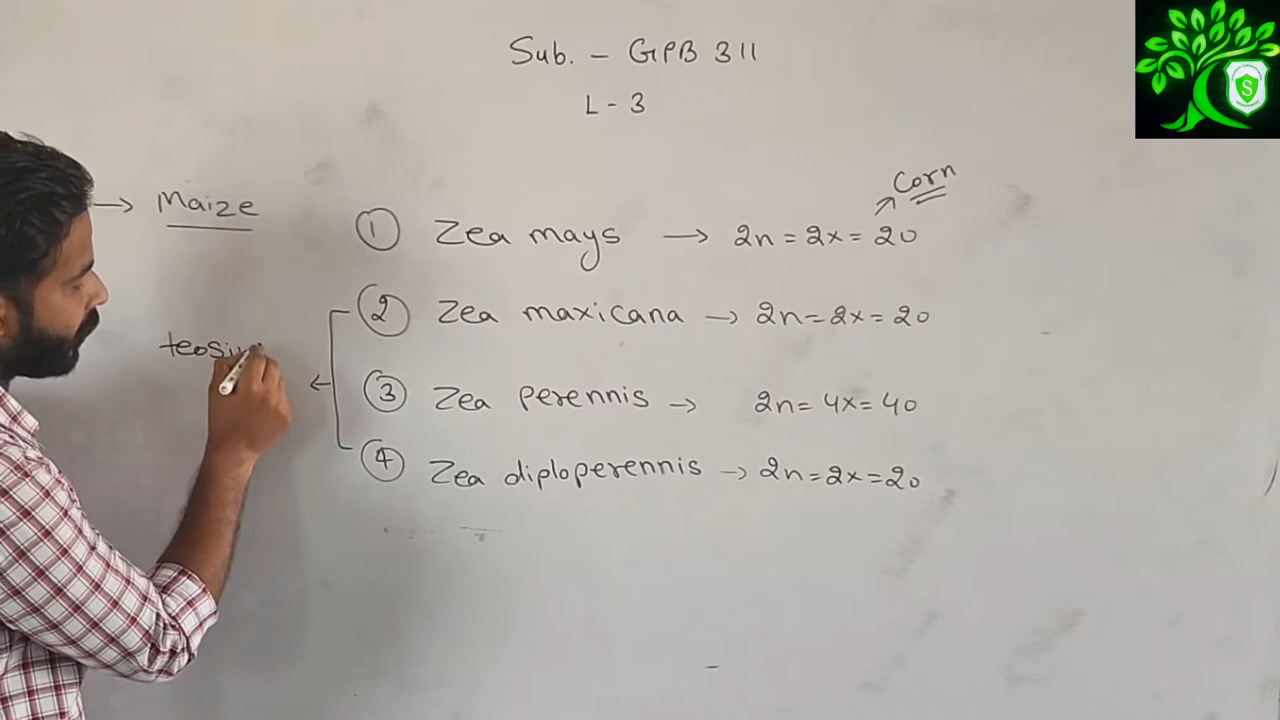 Sub. - GPB 311
L - 3
→ Maize
Corn
① Zea mays → 2n = 2x = 20
② Zea maxicana → 2n = 2x = 20
③ Zea perennis → 2n = 4x = 40
④ Zea diploperennis → 2n = 2x = 20
S